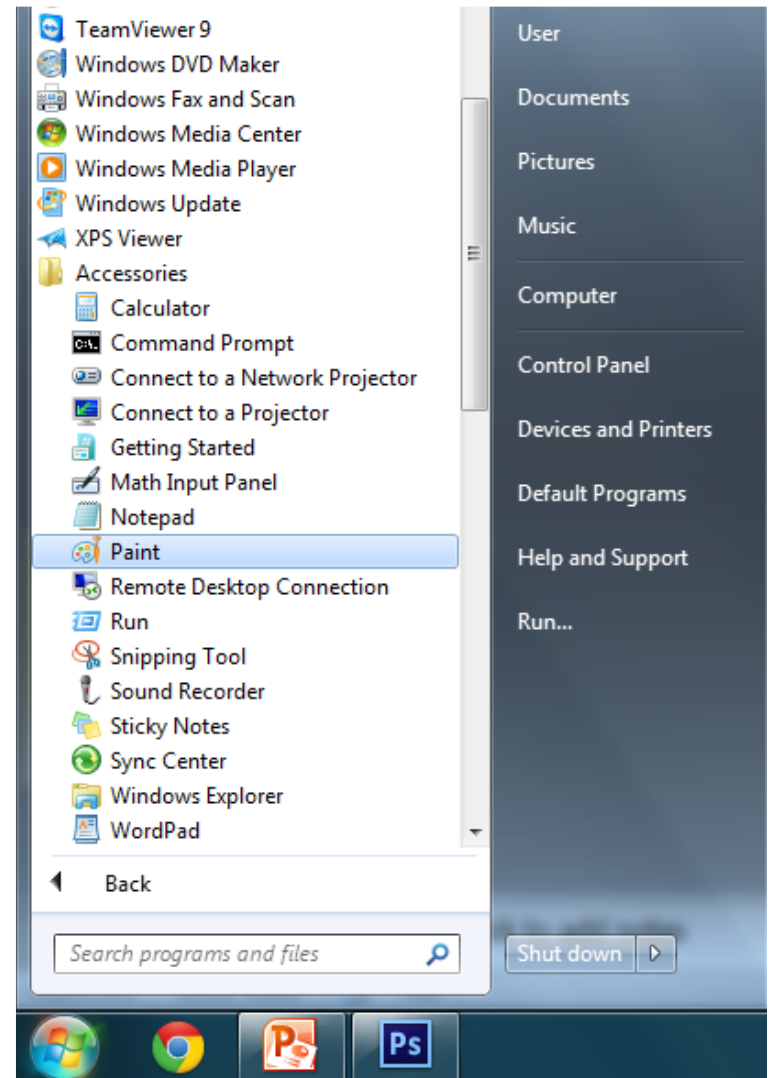 TeamViewer 9
Windows DVD Maker
Windows Fax and Scan
Windows Media Center
Windows Media Player
Windows Update
XPS Viewer
Accessories
Calculator
Command Prompt
Connect to a Network Projector
Connect to a Projector
Getting Started
Math Input Panel
Notepad
Paint
Remote Desktop Connection
Run
Snipping Tool
Sound Recorder
Sticky Notes
Sync Center
Windows Explorer
WordPad
Back
Search programs and files
User
Documents
Pictures
Music
Computer
Control Panel
Devices and Printers
Default Programs
Help and Support
Run...
Shut down
Ps